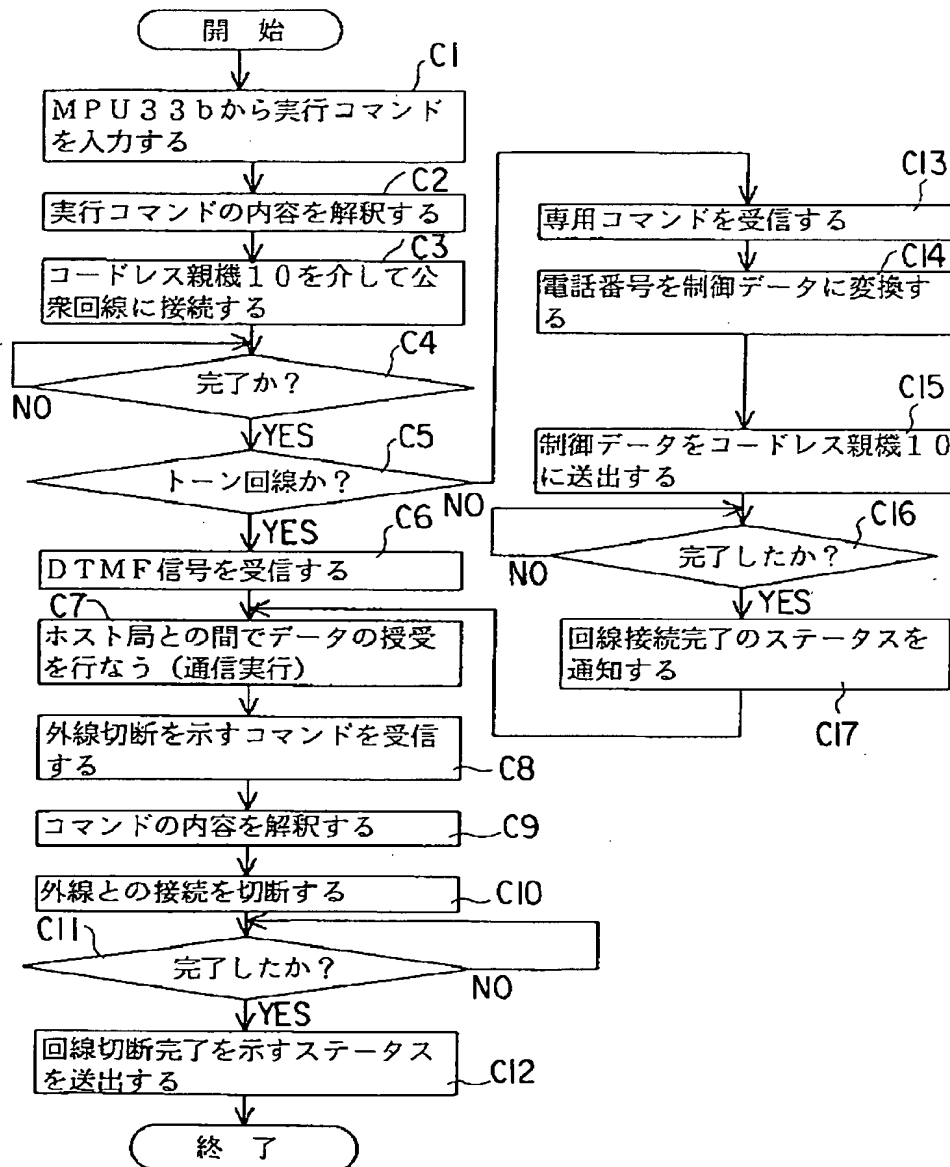 開 始
C1
MPU33bから実行コマンド
を入力する
C2
実行コマンドの内容を解釈する
C3
コードレス親機10を介して公
衆回線に接続する
C4
完了か？
NO
YES
C5
トーン回線か？
NO
YES
C6
DTMF信号を受信する
C7
ホスト局との間でデータの授受
を行なう（通信実行）
外線切断を示すコマンドを受信
する
C8
コマンドの内容を解釈する
C9
外線との接続を切断する
C10
C11
完了したか？
NO
YES
回線切断完了を示すステータス
を送出する
C12
終 了
C13
専用コマンドを受信する
C14
電話番号を制御データに変換す
る
C15
制御データをコードレス親機10
に送出する
C16
完了したか？
NO
YES
回線接続完了のステータスを
通知する
C17